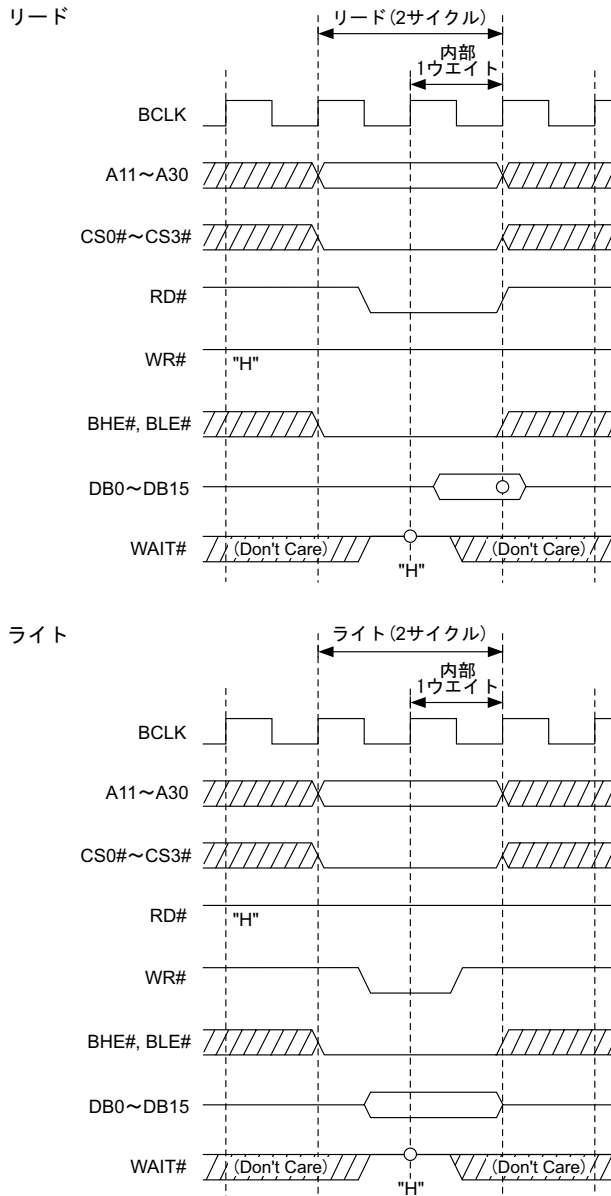 リード
リード(2サイクル)
内部
1ウエイト
BCLK
A11～A30
CS0#～CS3#
RD#
WR#
"H"
BHE#, BLE#
DB0～DB15
WAIT#
(Don't Care)
(Don't Care)
"H"
ライト
ライト(2サイクル)
内部
1ウエイト
BCLK
A11～A30
CS0#～CS3#
RD#
"H"
WR#
BHE#, BLE#
DB0～DB15
WAIT#
(Don't Care)
(Don't Care)
"H"